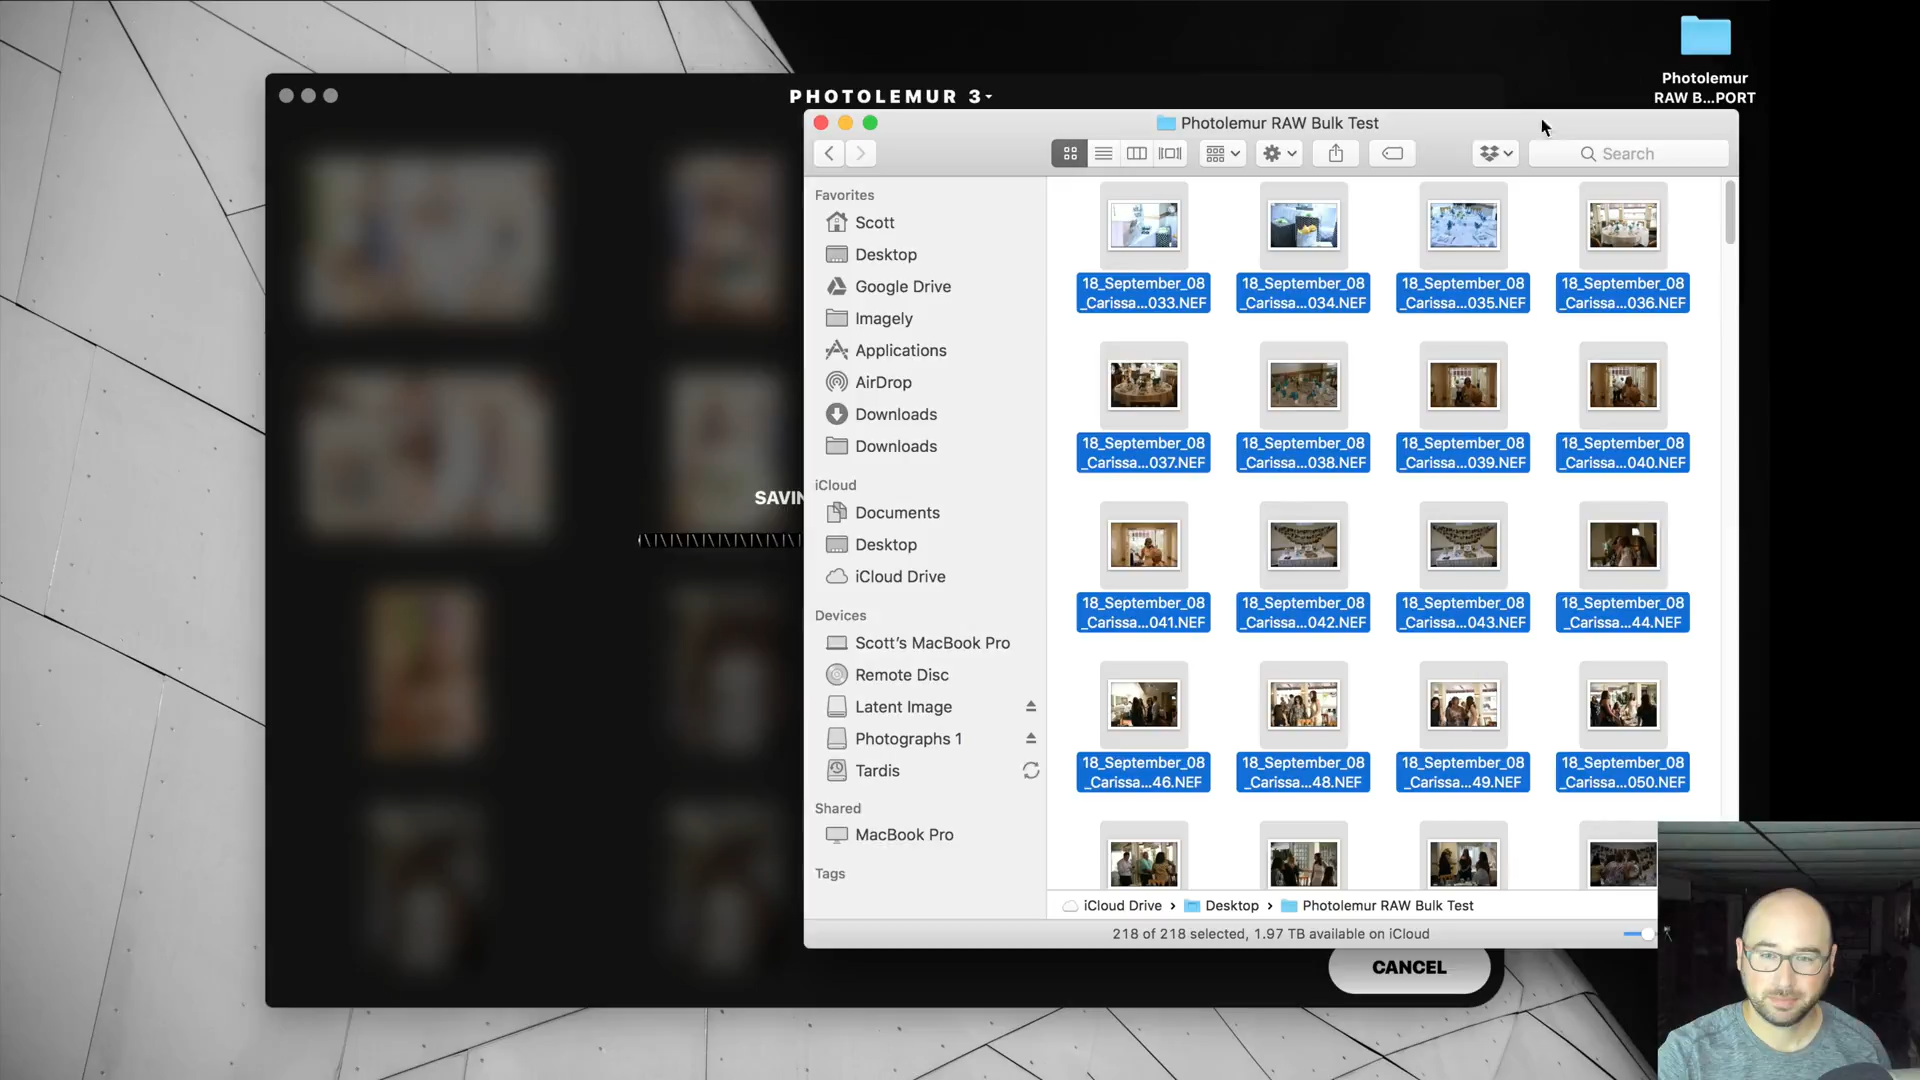 Photolemur
RAW B...PORT
PHOTOLEMUR 3
Photolemur RAW Bulk Test
Search
Favorites
Scott
Desktop
Google Drive
Imagely
Applications
AirDrop
Downloads
Downloads
iCloud
Documents
Desktop
iCloud Drive
Devices
Scott's MacBook Pro
Remote Disc
Latent Image
Photographs 1
Tardis
Shared
MacBook Pro
Tags
18_September_08
_Carissa...033.NEF
18_September_08
_Carissa...034.NEF
18_September_08
_Carissa...035.NEF
18_September_08
_Carissa...036.NEF
18_September_08
_Carissa...037.NEF
18_September_08
_Carissa...038.NEF
18_September_08
_Carissa...039.NEF
18_September_08
_Carissa...040.NEF
18_September_08
_Carissa...041.NEF
18_September_08
_Carissa...042.NEF
18_September_08
_Carissa...043.NEF
18_September_08
_Carissa...44.NEF
18_September_08
_Carissa...46.NEF
18_September_08
_Carissa...48.NEF
18_September_08
_Carissa...49.NEF
18_September_08
_Carissa...050.NEF
SAVIN
iCloud Drive › Desktop › Photolemur RAW Bulk Test
218 of 218 selected, 1.97 TB available on iCloud
CANCEL